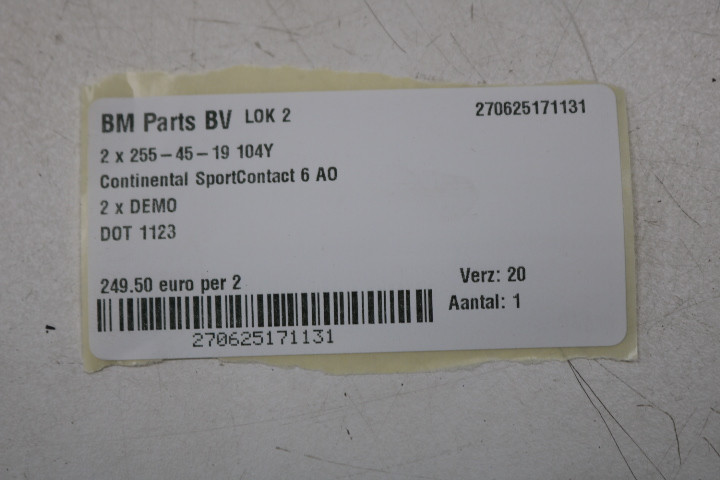 BM Parts BV LOK 2 270625171131
2 x 255-45-19 104Y
Continental SportContact 6 AO
2 x DEMO
DOT 1123
249.50 euro per 2
Verz: 20
Aantal: 1
270625171131